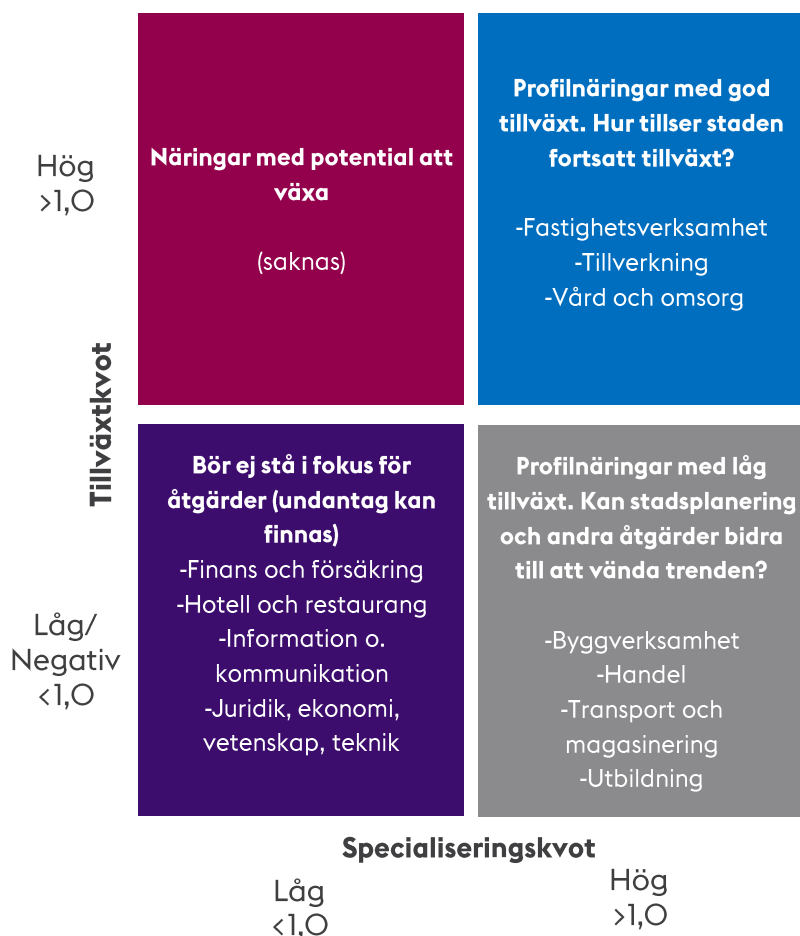 Hög
>1,0
Näringar med potential att
växa
(saknas)
Profilnäringar med god
tillväxt. Hur tillser staden
fortsatt tillväxt?
-Fastighetsverksamhet
-Tillverkning
-Vård och omsorg
Tillväxtkvot
Låg/
Negativ
<1,0
Bör ej stå i fokus för
åtgärder (undantag kan
finnas)
-Finans och försäkring
-Hotell och restaurang
-Information o.
kommunikation
-Juridik, ekonomi,
vetenskap, teknik
Profilnäringar med låg
tillväxt. Kan stadsplanering
och andra åtgärder bidra
till att vända trenden?
-Byggverksamhet
-Handel
-Transport och
magasinering
-Utbildning
Specialiseringskvot
Låg
<1,0
Hög
>1,0